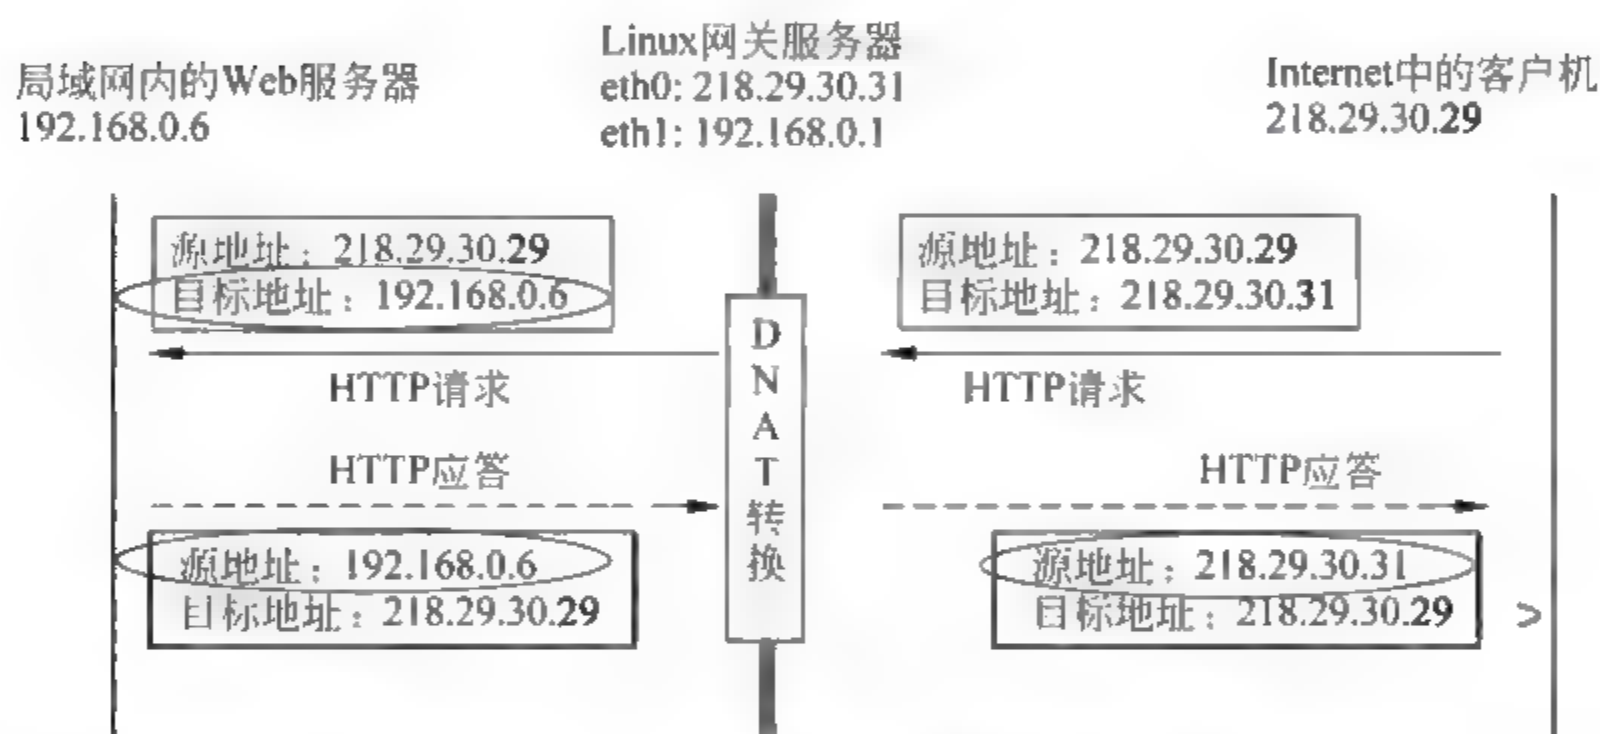 Linux网关服务器
eth0: 218.29.30.31
eth1: 192.168.0.1
局域网内的Web服务器
192.168.0.6
Internet中的客户机
218.29.30.29
源地址：218.29.30.29
目标地址：192.168.0.6
源地址：218.29.30.29
目标地址：218.29.30.31
HTTP请求
HTTP请求
DNAT转换
HTTP应答
HTTP应答
源地址：192.168.0.6
目标地址：218.29.30.29
源地址：218.29.30.31
目标地址：218.29.30.29
>